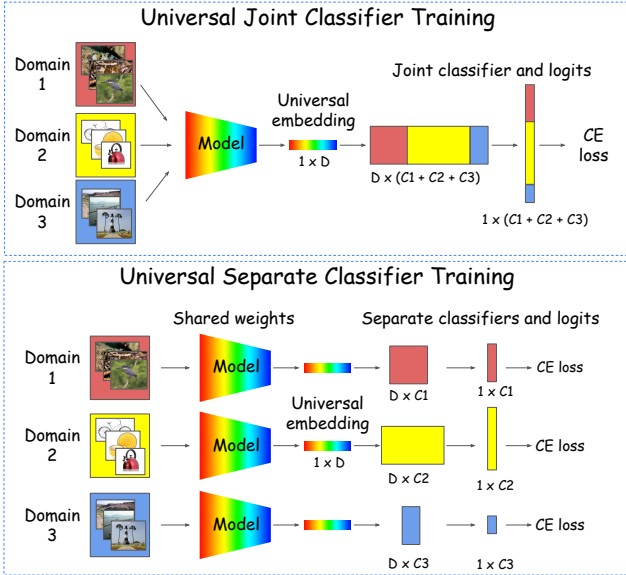 Universal Joint Classifier Training
Domain
1
Domain
2
Domain
3
Model
Universal
embedding
1 x D
Joint classifier and logits
D x (C1 + C2 + C3)
1 x (C1 + C2 + C3)
CE
loss
Universal Separate Classifier Training
Shared weights
Separate classifiers and logits
Domain
1
Model
D x C1
1 x C1
CE loss
Domain
2
Model
Universal
embedding
1 x D
D x C2
1 x C2
CE loss
Domain
3
Model
D x C3
1 x C3
CE loss